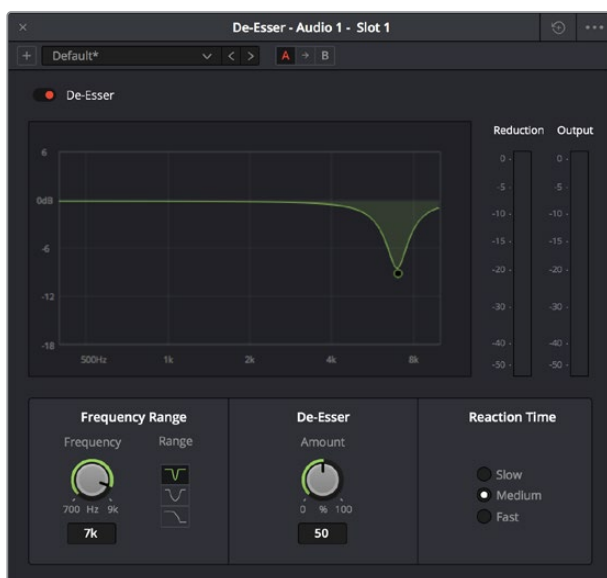 De-Esser - Audio 1 - Slot 1
Default*
A
B
De-Esser
Reduction Output
6
0dB
-6
-12
-18
500Hz 1k 2k 4k 8k
0 - 0 -
-5 - -5 -
-10 - -10 -
-15 - -15 -
-20 - -20 -
-30 - -30 -
-40 - -40 -
-50 - -50 -
Frequency Range
Frequency Range
700 Hz 9k
7k
De-Esser
Amount
0 % 100
50
Reaction Time
Slow
Medium
Fast